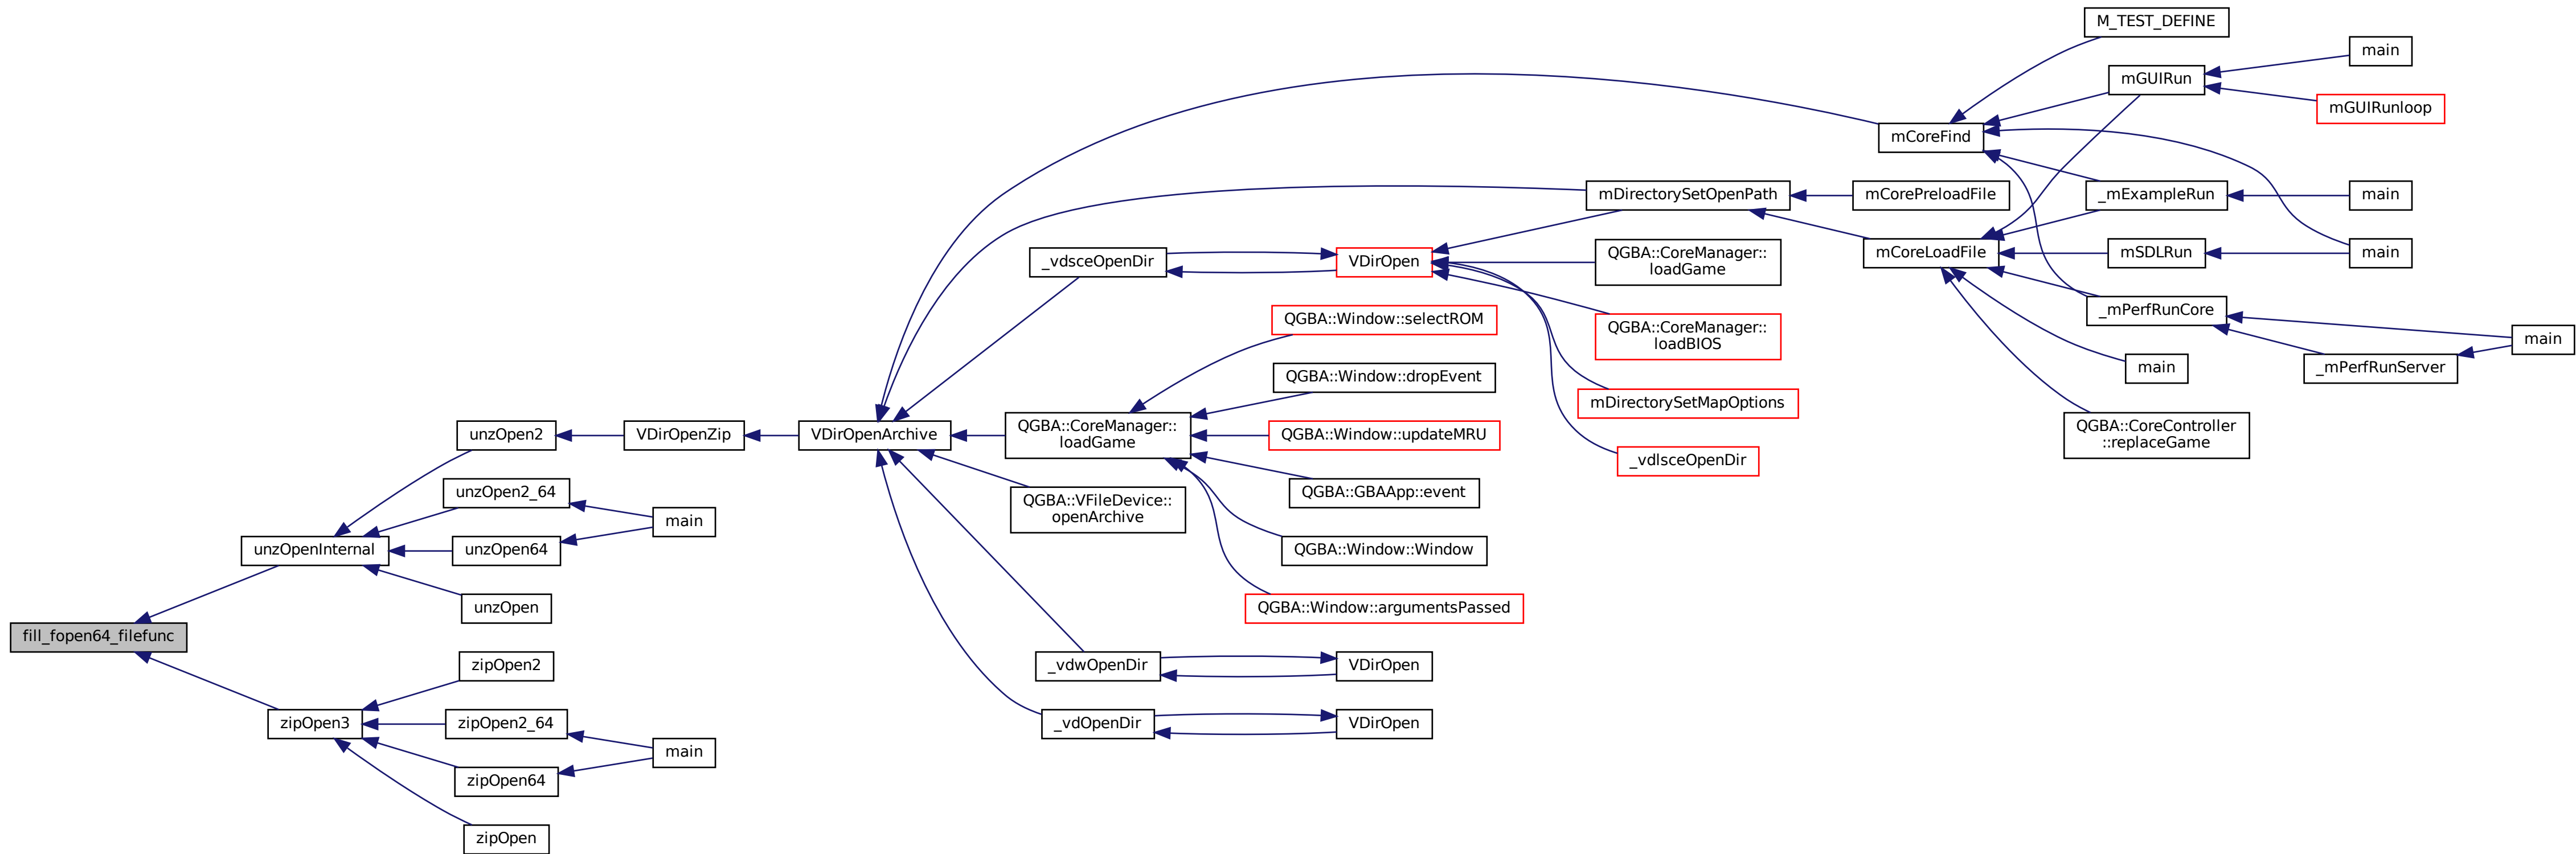 fill_fopen64_filefunc
unzOpenInternal
unzOpen2
VDirOpenZip
VDirOpenArchive
mCoreFind
M_TEST_DEFINE
mGUIRun
main
mGUIRunloop
_mExampleRun
main
main
_mPerfRunCore
main
_mPerfRunServer
mDirectorySetOpenPath
mCorePreloadFile
mCoreLoadFile
mSDLRun
main
QGBA::CoreController
::replaceGame
_vdsceOpenDir
VDirOpen
QGBA::CoreManager::
loadGame
QGBA::CoreManager::
loadBIOS
mDirectorySetMapOptions
_vdlsceOpenDir
QGBA::CoreManager::
loadGame
QGBA::Window::selectROM
QGBA::Window::dropEvent
QGBA::Window::updateMRU
QGBA::GBAApp::event
QGBA::Window::Window
QGBA::Window::argumentsPassed
QGBA::VFileDevice::
openArchive
_vdwOpenDir
VDirOpen
_vdOpenDir
VDirOpen
unzOpen2_64
main
unzOpen64
unzOpen
zipOpen3
zipOpen2
zipOpen2_64
main
zipOpen64
zipOpen